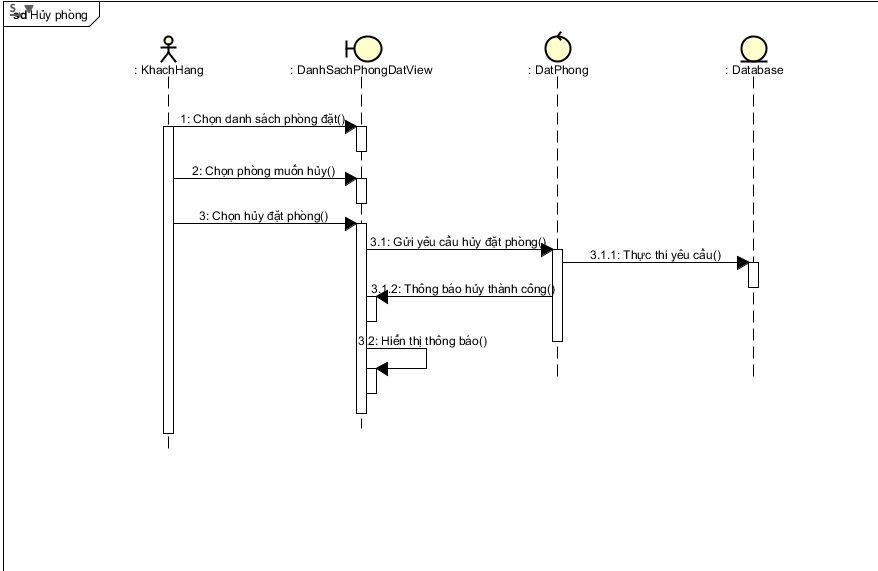 sd Hủy phòng
: KhachHang
: DanhSachPhongDatView
: DatPhong
: Database
1: Chọn danh sách phòng đặt()
2: Chọn phòng muốn hủy()
3: Chọn hủy đặt phòng()
3.1: Gửi yêu cầu hủy đặt phòng()
3.1.1: Thực thi yêu cầu()
3.1.2: Thông báo hủy thành công()
3.2: Hiển thị thông báo()